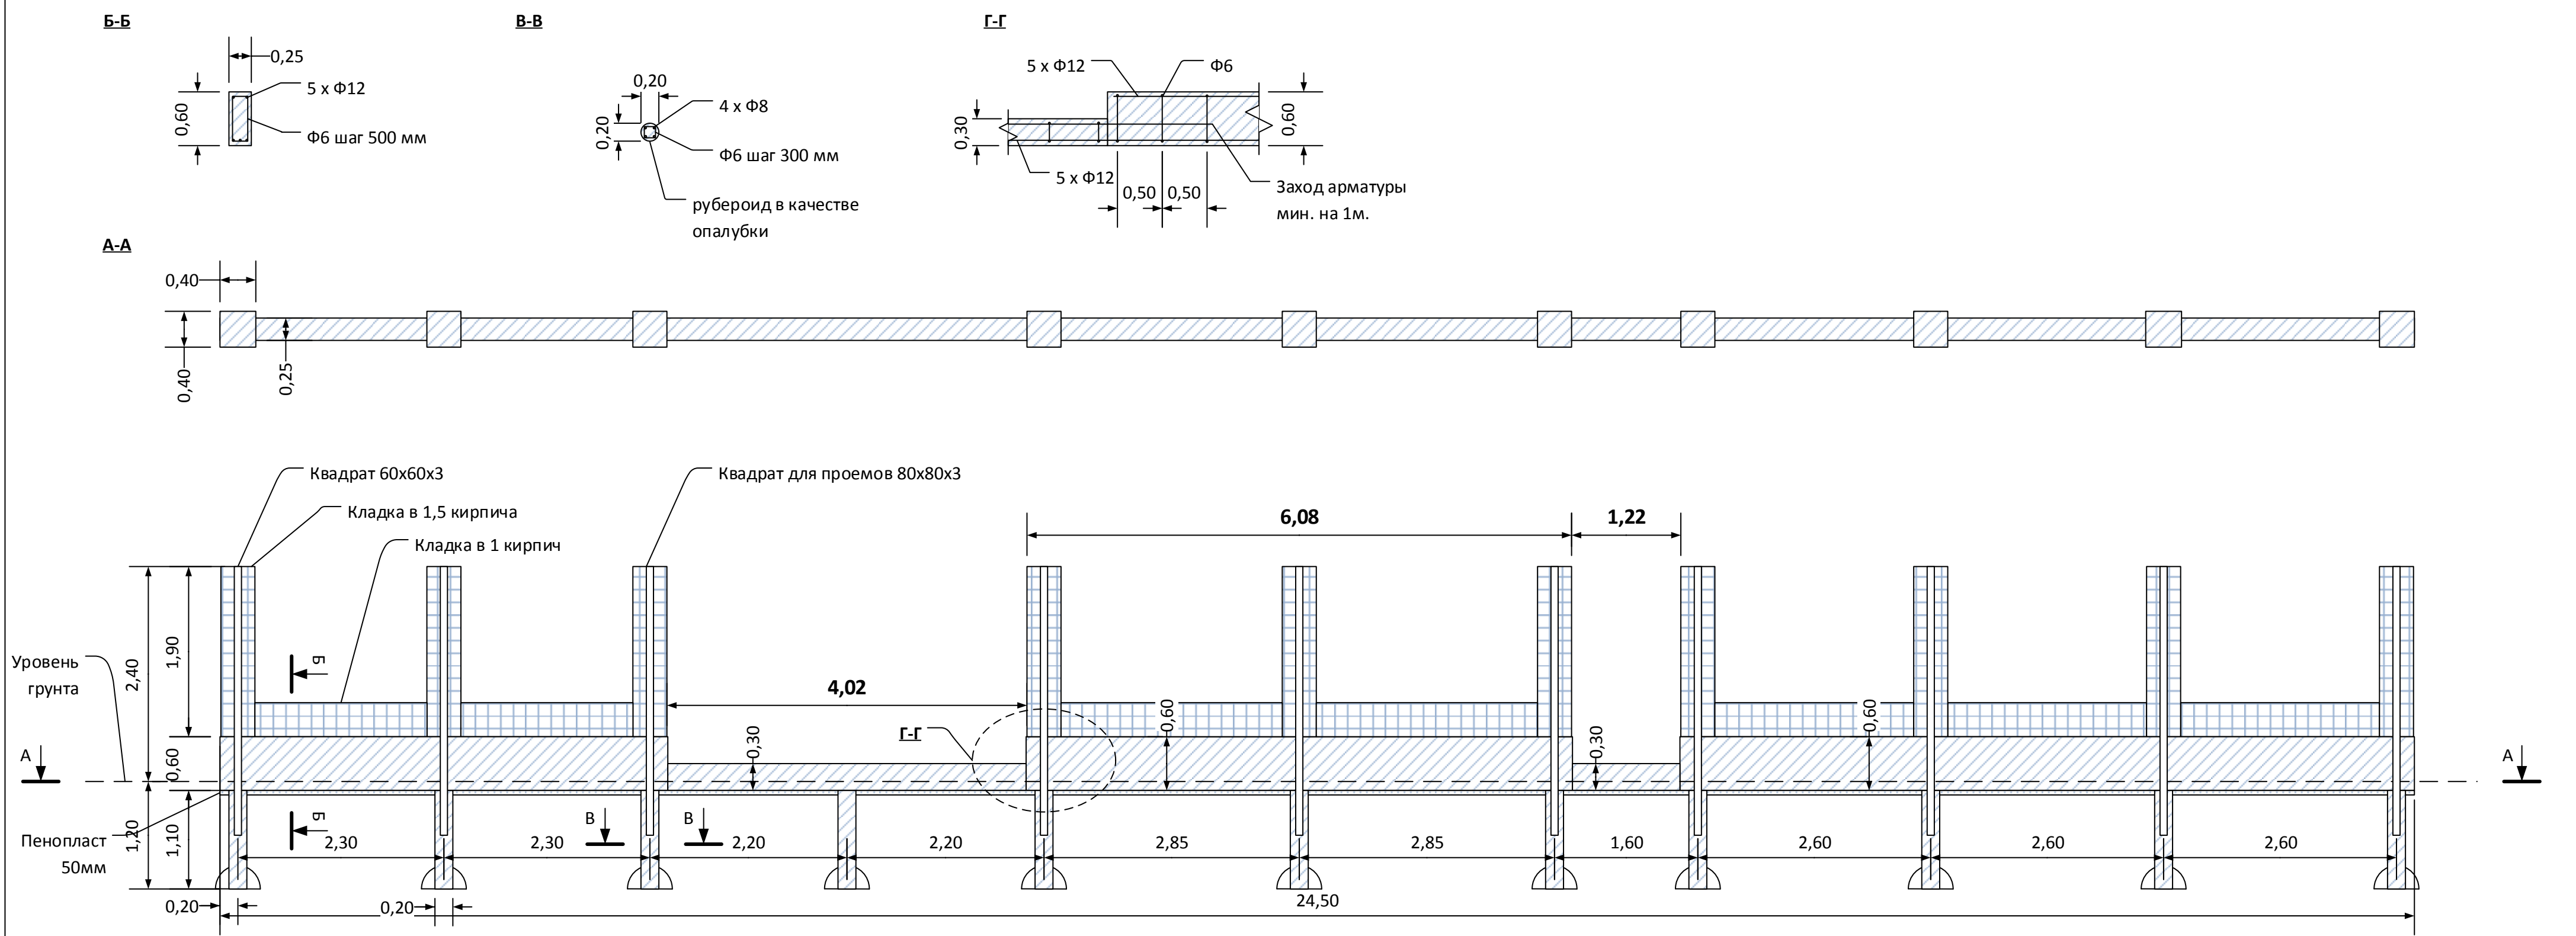 Б-Б
0,25
5 х Ф12
0,60
Ф6 шаг 500 мм
В-В
0,20
4 х Ф8
0,20
Ф6 шаг 300 мм
рубероид в качестве
опалубки
Г-Г
5 х Ф12
Ф6
0,30
0,60
5 х Ф12
0,50
0,50
Заход арматуры
мин. на 1м.
А-А
0,40
0,40
0,25
Квадрат 60х60х3
Кладка в 1,5 кирпича
Кладка в 1 кирпич
Квадрат для проемов 80х80х3
6,08
1,22
4,02
Уровень
грунта
2,40
1,90
Б
0,60
0,60
0,60
Г-Г
0,30
0,30
А
А
Пенопласт
50мм
1,20
1,10
Б
В
В
2,30
2,30
2,20
2,20
2,85
2,85
1,60
2,60
2,60
2,60
0,20
0,20
24,50